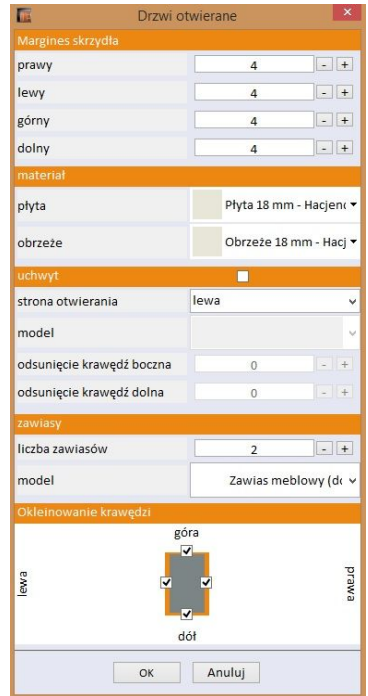 Drzwi otwierane
Margines skrzydła
prawy 4 - +
lewy 4 - +
górny 4 - +
dolny 4 - +
materiał
płyta Płyta 18 mm - Hacjen
obrzeże Obrzeże 18 mm - Hacj
uchwyt
strona otwierania lewa
model
odsunięcie krawędź boczna 0 - +
odsunięcie krawędź dolna 0 - +
zawiasy
liczba zawiasów 2 - +
model Zawias meblowy (do
Okleinowanie krawędzi
góra
lewa
prawa
dół
OK Anuluj